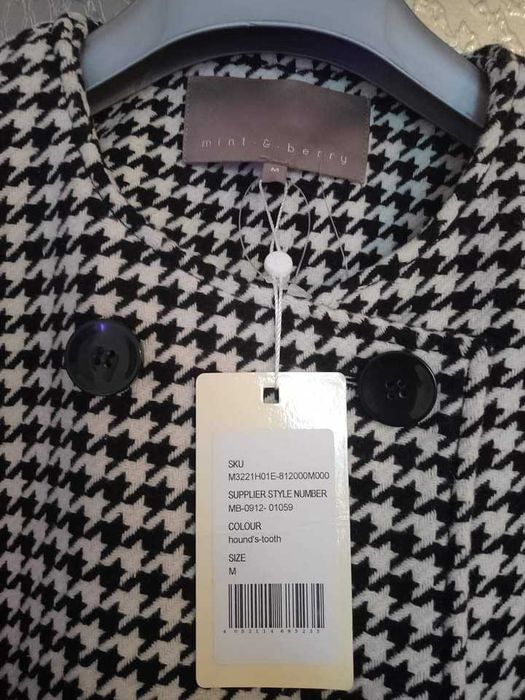 mint & berry
M
SKU
M3221H01E-812000M000
SUPPLIER STYLE NUMBER
MB-0912- 01059
COLOUR
hound's-tooth
SIZE
M